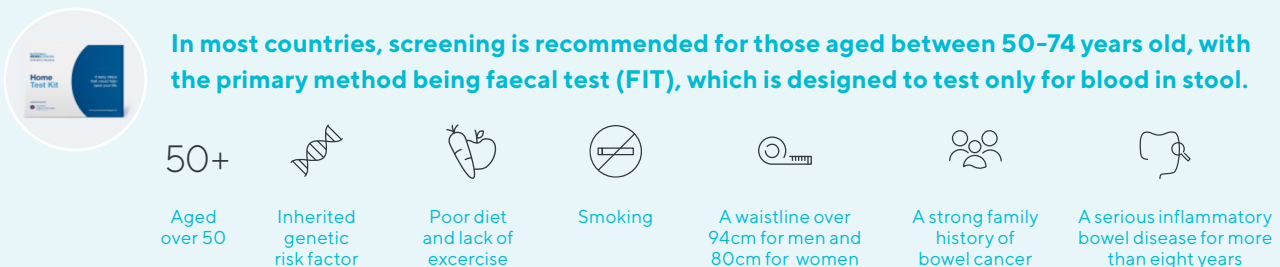 In most countries, screening is recommended for those aged between 50-74 years old, with
the primary method being faecal test (FIT), which is designed to test only for blood in stool.
Home
Test Kit
50+
Aged
over 50
Inherited
genetic
risk factor
Poor diet
and lack of
excercise
Smoking
A waistline over
94cm for men and
80cm for women
A strong family
history of
bowel cancer
A serious inflammatory
bowel disease for more
than eight years